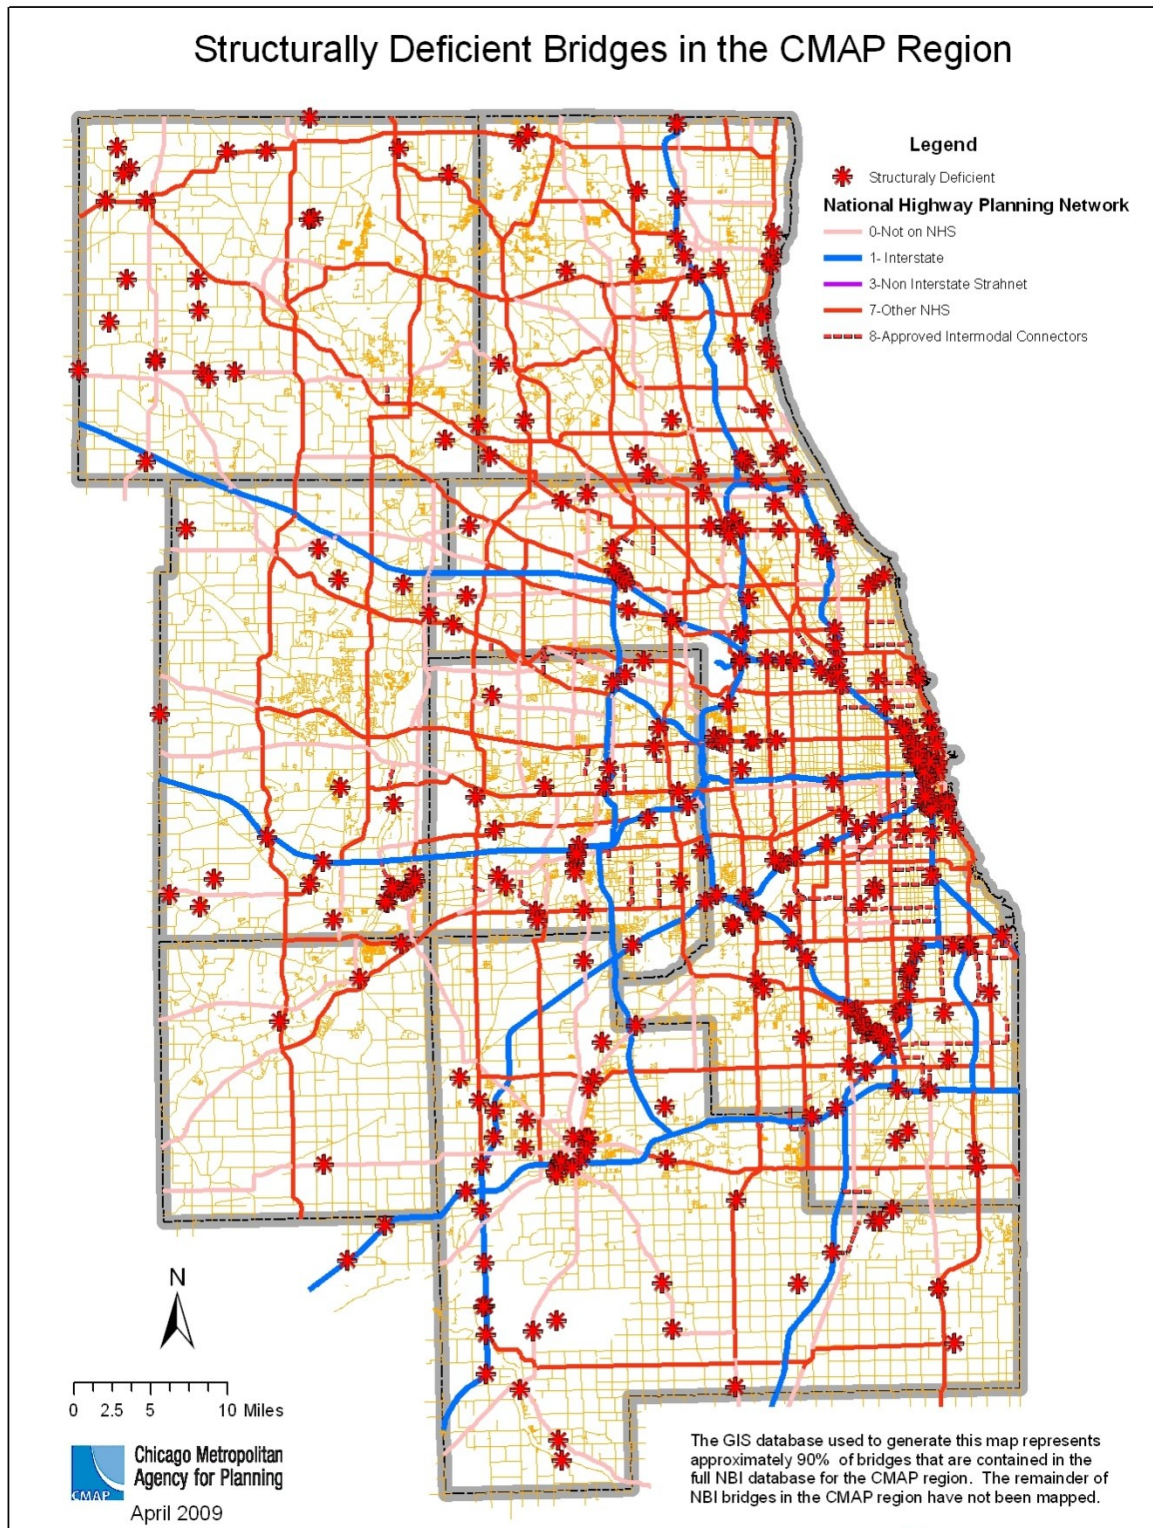 Structurally Deficient Bridges in the CMAP Region
Legend
Structuraly Deficient
National Highway Planning Network
0-Not on NHS
1- Interstate
3-Non Interstate Strahnet
7-Other NHS
8-Approved Intermodal Connectors
N
0 2.5 5 10 Miles
Chicago Metropolitan
Agency for Planning
CMAP
April 2009
The GIS database used to generate this map represents
approximately 90% of bridges that are contained in the
full NBI database for the CMAP region. The remainder of
NBI bridges in the CMAP region have not been mapped.